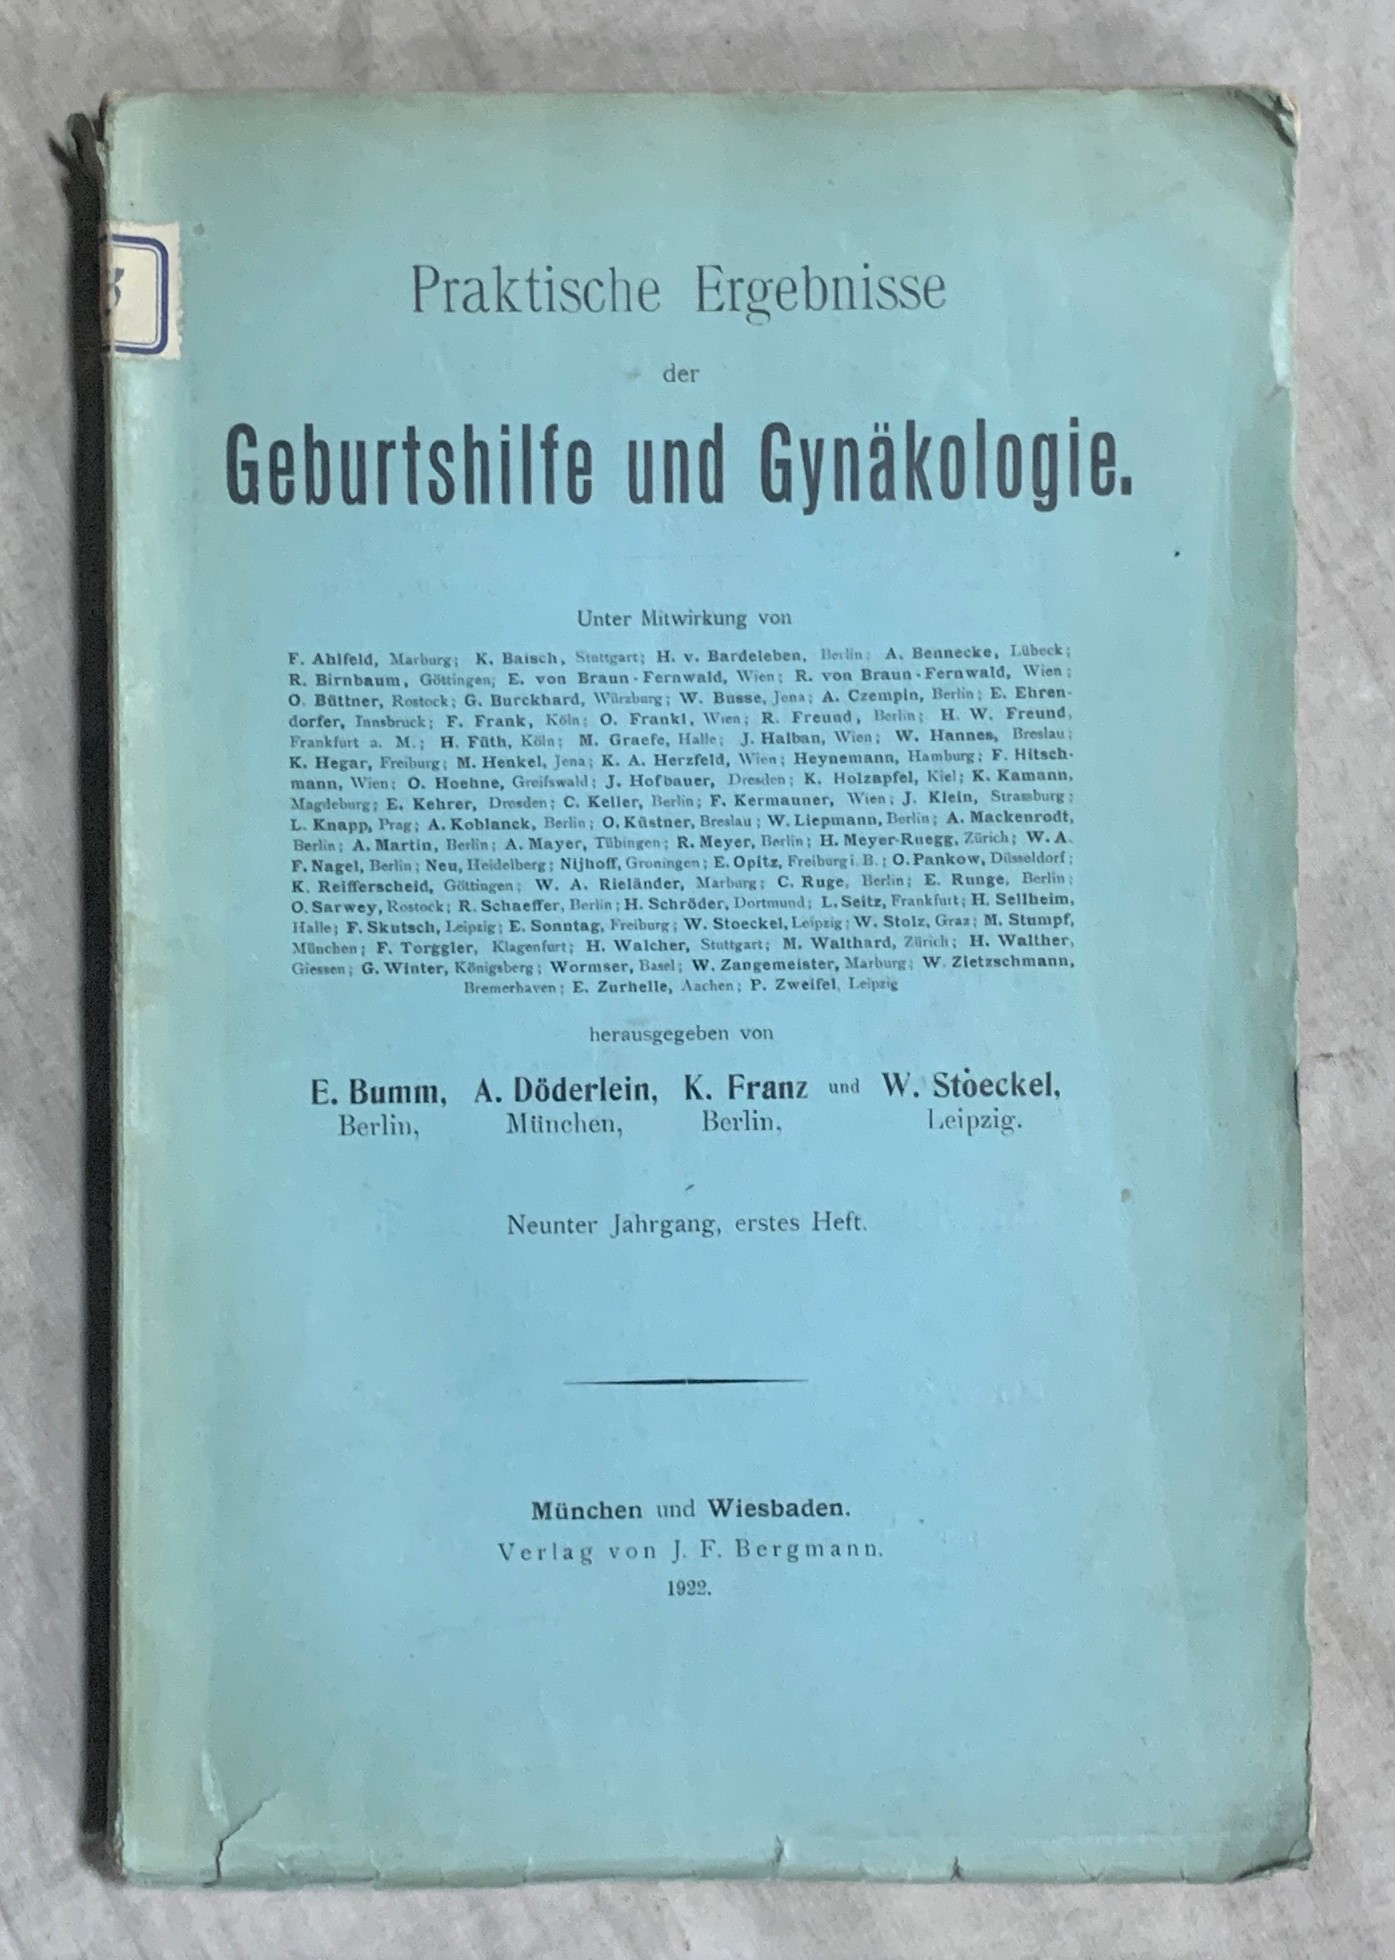 Praktische Ergebnisse
der
Geburtshilfe und Gynäkologie.
Unter Mitwirkung von
F. Ahlfeld, Marburg; K. Baisch, Stuttgart; H. v. Bardeleben, Berlin; A. Bennecke, Lübeck;
R. Birnbaum, Göttingen; E. von Braun-Fernwald, Wien; R. von Braun-Fernwald, Wien;
O. Büttner, Rostock; G. Burckhard, Würzburg; W. Busse, Jena; A. Czempin, Berlin; E. Ehren-
dorfer, Innsbruck; F. Frank, Köln; O. Frankl, Wien; R. Freund, Berlin; H. W. Freund,
Frankfurt a. M.; H. Füth, Köln; M. Graefe, Halle; J. Halban, Wien; W. Hannes, Breslau;
K. Hegar, Freiburg; M. Henkel, Jena; K. A. Herzfeld, Wien; Heynemann, Hamburg; F. Hitsch-
mann, Wien; O. Hoehne, Greifswald; J. Hofbauer, Dresden; K. Holzapfel, Kiel; K. Kamann,
Magdeburg; E. Kehrer, Dresden; C. Keller, Berlin; F. Kermauner, Wien; J. Klein, Strassburg;
L. Knapp, Prag; A. Koblanck, Berlin; O. Küstner, Breslau; W. Liepmann, Berlin; A. Mackenrodt,
Berlin; A. Martin, Berlin; A. Mayer, Tübingen; R. Meyer, Berlin; H. Meyer-Ruegg, Zürich; W. A.
F. Nagel, Berlin; Neu, Heidelberg; Nijhoff, Groningen; E. Opitz, Freiburg i. B.; O. Pankow, Düsseldorf;
K. Reifferscheid, Göttingen; W. A. Rieländer, Marburg; C. Ruge, Berlin; E. Runge, Berlin;
O. Sarwey, Rostock; R. Schaeffer, Berlin; H. Schröder, Dortmund; L. Seitz, Frankfurt; H. Sellheim,
Halle; F. Skutsch, Leipzig; E. Sonntag, Freiburg; W. Stoeckel, Leipzig; W. Stolz, Graz; M. Stumpf,
München; F. Torggler, Klagenfurt; H. Walcher, Stuttgart; M. Walthard, Zürich; H. Walther,
Giessen; G. Winter, Königsberg; Wormser, Basel; W. Zangemeister, Marburg; W. Zietzschmann,
Bremerhaven; E. Zurhelle, Aachen; P. Zweifel, Leipzig
herausgegeben von
E. Bumm, A. Döderlein, K. Franz und W. Stoeckel,
Berlin, München, Berlin, Leipzig.
Neunter Jahrgang, erstes Heft.
München und Wiesbaden.
Verlag von J. F. Bergmann.
1922.